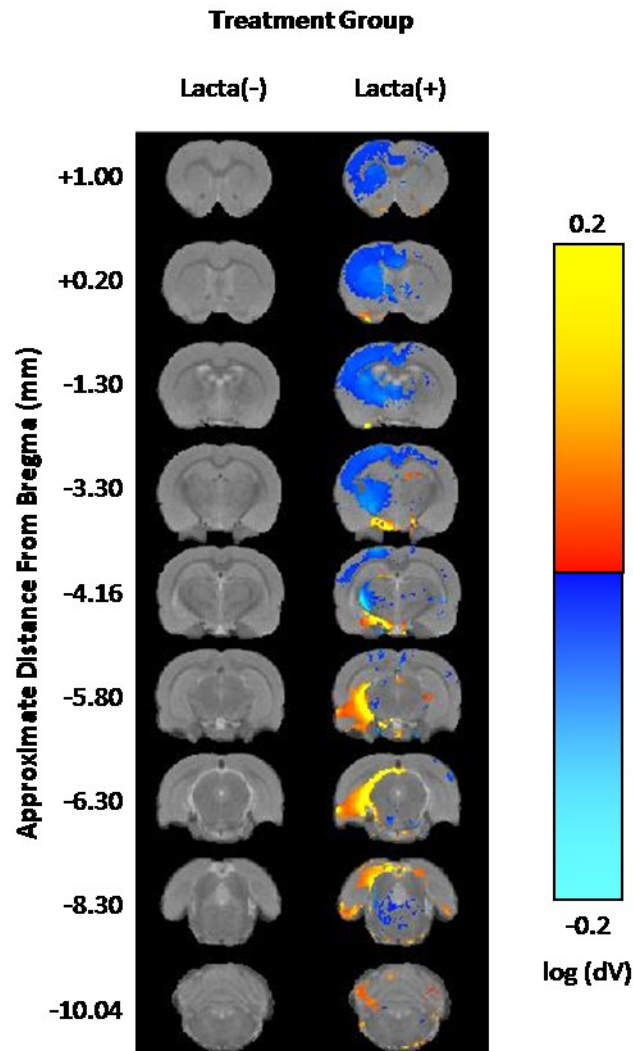 Treatment Group
Lacta(-) Lacta(+)
Approximate Distance From Bregma (mm)
+1.00
+0.20
-1.30
-3.30
-4.16
-5.80
-6.30
-8.30
-10.04
0.2
-0.2
log (dV)